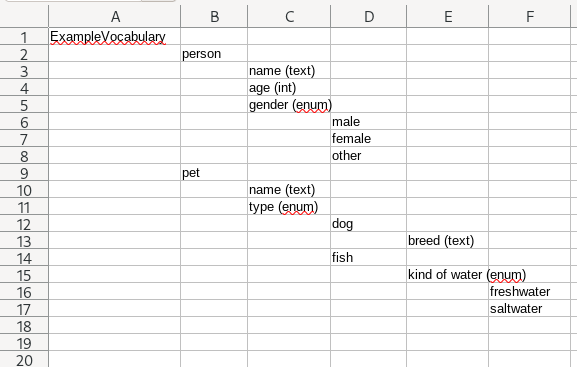 A B C D E F
1 ExampleVocabulary
2 person
3 name (text)
4 age (int)
5 gender (enum)
6 male
7 female
8 other
9 pet
10 name (text)
11 type (enum)
12 dog
13 breed (text)
14 fish
15 kind of water (enum)
16 freshwater
17 saltwater
18
19
20